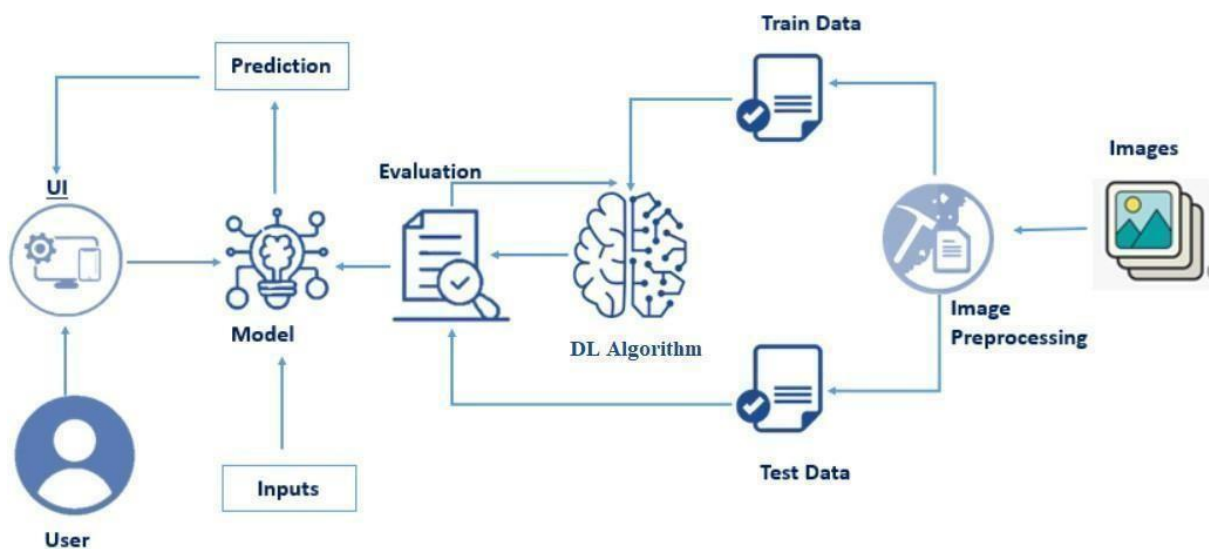 Train Data
Prediction
Images
Evaluation
UI
Model
Image
Preprocessing
DL Algorithm
Test Data
Inputs
User